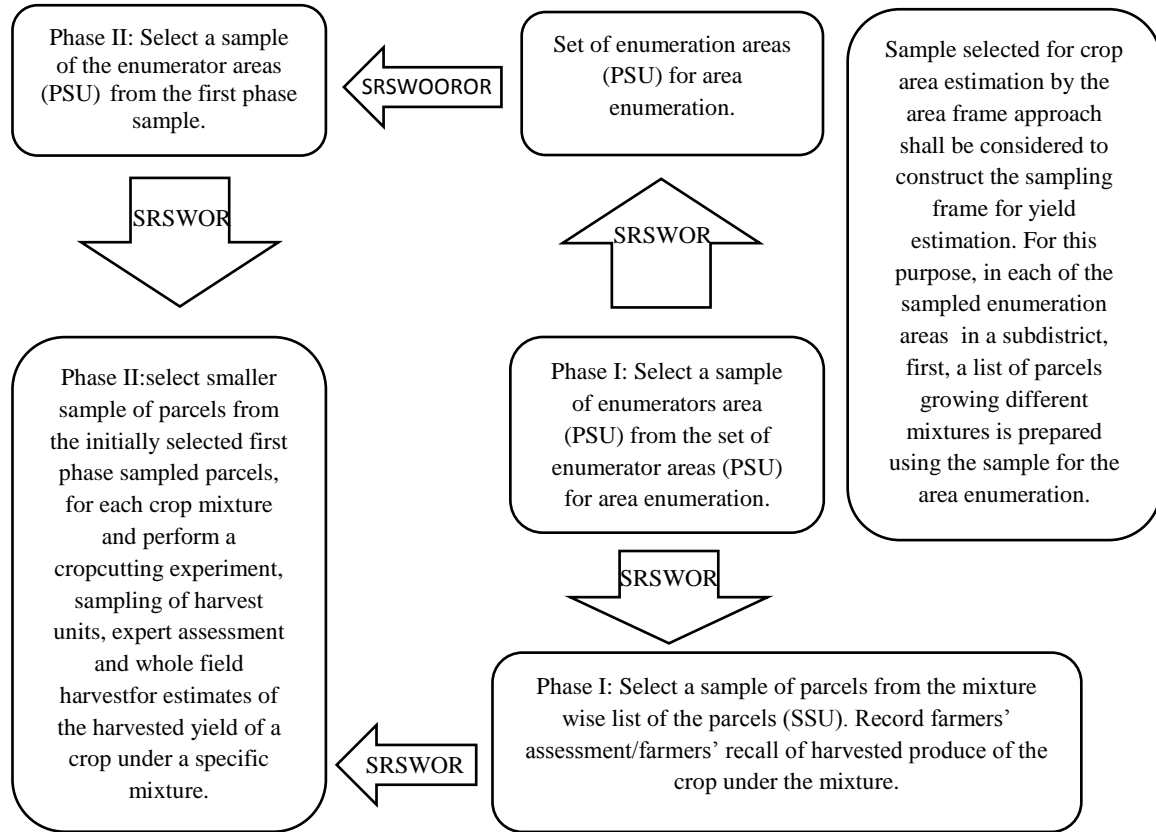 Phase II: Select a sample
of the enumerator areas
(PSU) from the first phase
sample.
SRSWOOROR
Set of enumeration areas
(PSU) for area
enumeration.
Sample selected for crop
area estimation by the
area frame approach
shall be considered to
construct the sampling
frame for yield
estimation. For this
purpose, in each of the
sampled enumeration
areas in a subdistrict,
first, a list of parcels
growing different
mixtures is prepared
using the sample for the
area enumeration.
SRSWOR
SRSWOR
Phase II:select smaller
sample of parcels from
the initially selected first
phase sampled parcels,
for each crop mixture
and perform a
cropcutting experiment,
sampling of harvest
units, expert assessment
and whole field
harvestfor estimates of
the harvested yield of a
crop under a specific
mixture.
Phase I: Select a sample
of enumerators area
(PSU) from the set of
enumerator areas (PSU)
for area enumeration.
SRSWOR
Phase I: Select a sample of parcels from the mixture
wise list of the parcels (SSU). Record farmers’
assessment/farmers’ recall of harvested produce of the
crop under the mixture.
SRSWOR